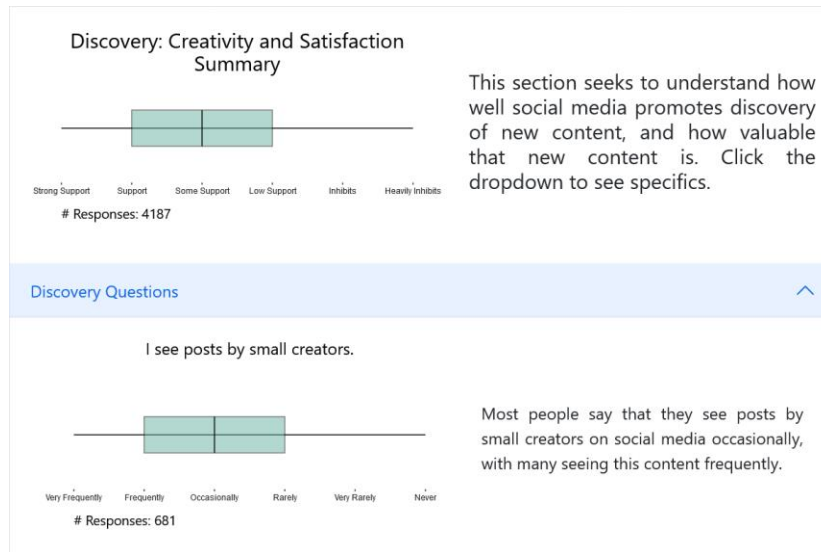 Discovery: Creativity and Satisfaction
Summary
Strong Support Support Some Support Low Support Inhibits Heavily Inhibits
# Responses: 4187
This section seeks to understand how
well social media promotes discovery
of new content, and how valuable
that new content is. Click the
dropdown to see specifics.
Discovery Questions
I see posts by small creators.
Very Frequently Frequently Occasionally Rarely Very Rarely Never
# Responses: 681
Most people say that they see posts by
small creators on social media occasionally,
with many seeing this content frequently.